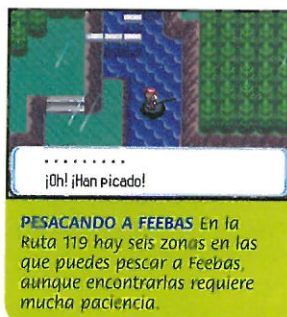 .........
¡Oh! ¡Han picado!
PESACANDO A FEEBAS En la
Ruta 119 hay seis zonas en las
que puedes pescar a Feebas,
aunque encontrarlas requiere
mucha paciencia.